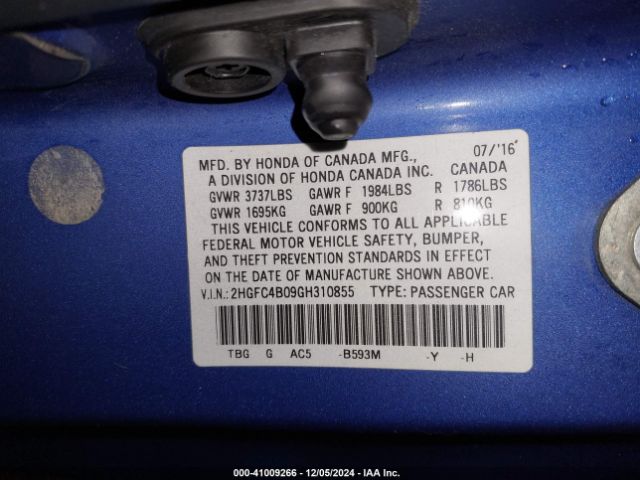 MFD. BY HONDA OF CANADA MFG., 07/'16
A DIVISION OF HONDA CANADA INC. CANADA
GVWR 3737LBS GAWR F 1984LBS R 1786LBS
GVWR 1695KG GAWR F 900KG R 810KG
THIS VEHICLE CONFORMS TO ALL APPLICABLE
FEDERAL MOTOR VEHICLE SAFETY, BUMPER,
AND THEFT PREVENTION STANDARDS IN EFFECT
ON THE DATE OF MANUFACTURE SHOWN ABOVE.
V.I.N.: 2HGFC4B09GH310855 TYPE: PASSENGER CAR
TBG G AC5 -B593M -Y -H
000-41009266 - 12/05/2024 - IAA Inc.